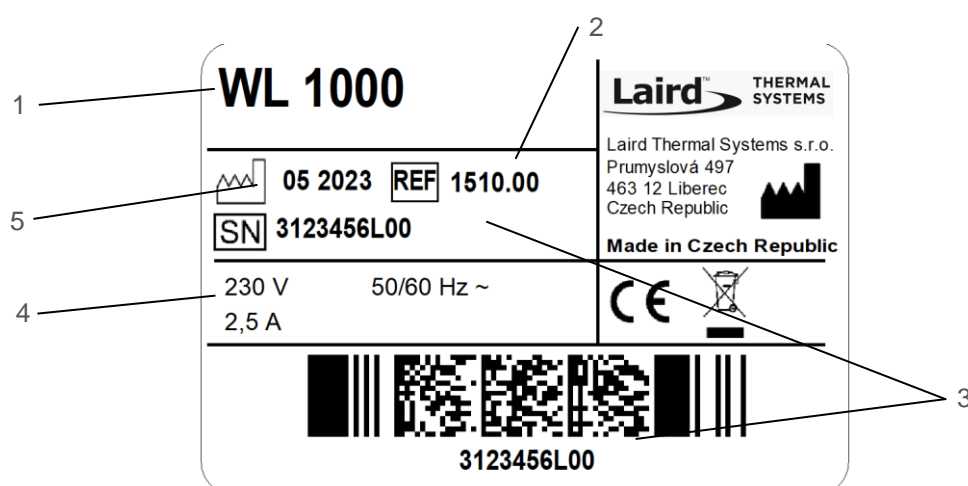 2
1
WL 1000
Laird™ THERMAL SYSTEMS
Laird Thermal Systems s.r.o.
Prumyslová 497
463 12 Liberec
Czech Republic
Made in Czech Republic
5
05 2023 REF 1510.00
SN 3123456L00
4
230 V 50/60 Hz ~
2,5 A
CE
3
3123456L00